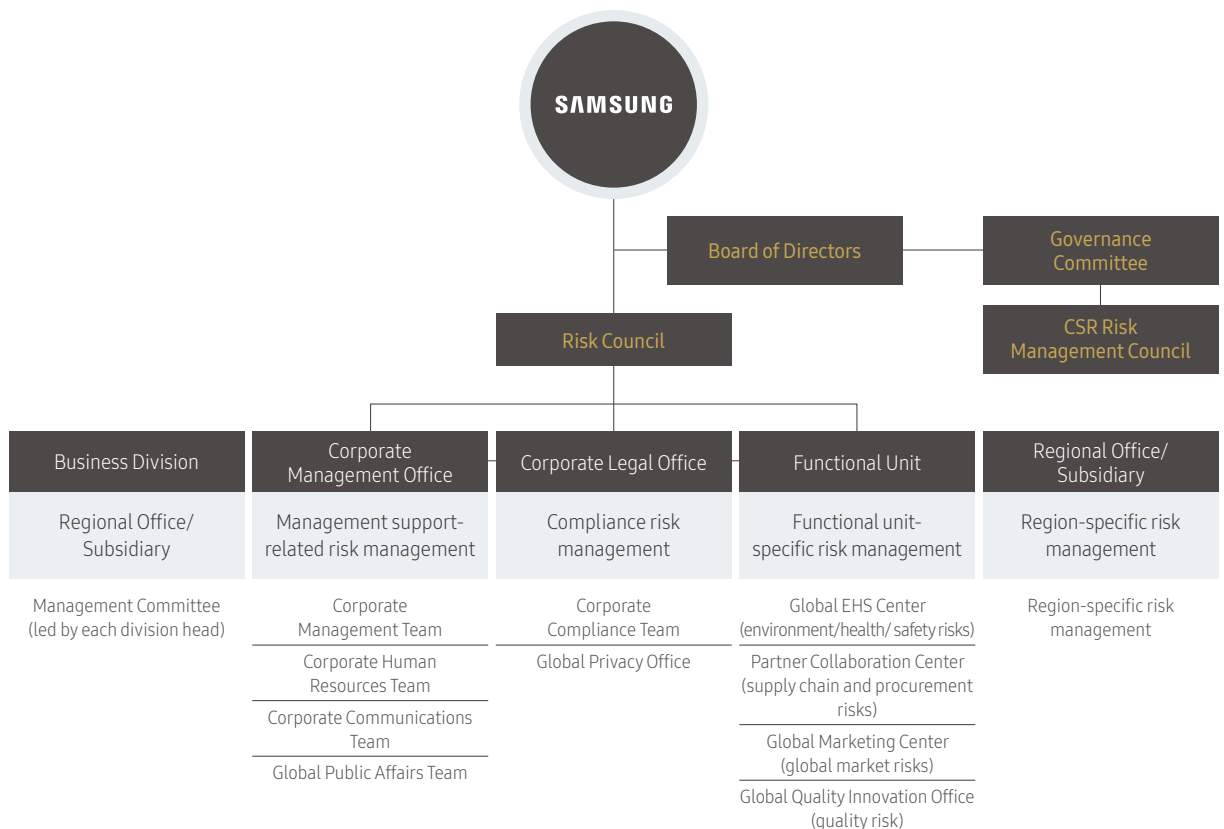 SAMSUNG
Board of Directors
Governance
Committee
CSR Risk
Management Council
Risk Council
Business Division
Regional Office/
Subsidiary
Management Committee
(led by each division head)
Corporate
Management Office
Management support-
related risk management
Corporate
Management Team
Corporate Human
Resources Team
Corporate Communications
Team
Global Public Affairs Team
Corporate Legal Office
Compliance risk
management
Corporate
Compliance Team
Global Privacy Office
Functional Unit
Functional unit-
specific risk management
Global EHS Center
(environment/health/ safety risks)
Partner Collaboration Center
(supply chain and procurement
risks)
Global Marketing Center
(global market risks)
Global Quality Innovation Office
(quality risk)
Regional Office/
Subsidiary
Region-specific risk
management
Region-specific risk
management